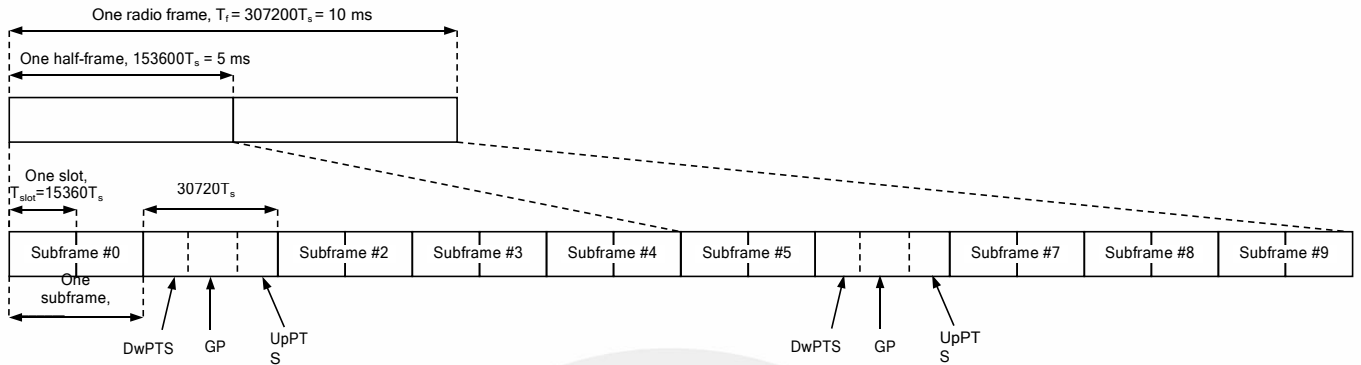 One radio frame, Tf = 307200Ts = 10 ms
One half-frame, 153600Ts = 5 ms
One slot,
Tslot=15360Ts
30720Ts
Subframe #0
Subframe #2
Subframe #3
Subframe #4
Subframe #5
Subframe #7
Subframe #8
Subframe #9
One
subframe,
DwPTS
GP
UpPT
S
DwPTS
GP
UpPT
S